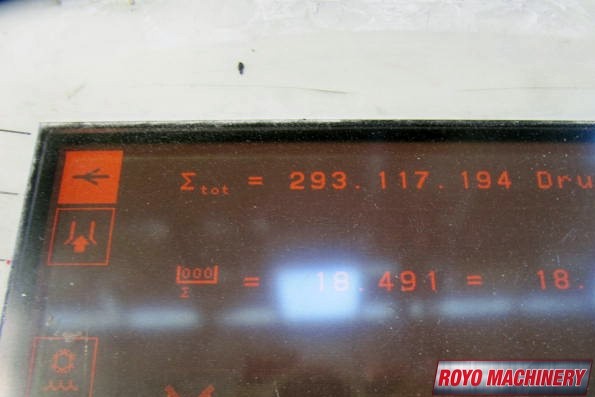 Σtot = 293.117.194 Dru
000
Σ = 18.491 = 18.
ROYO MACHINERY